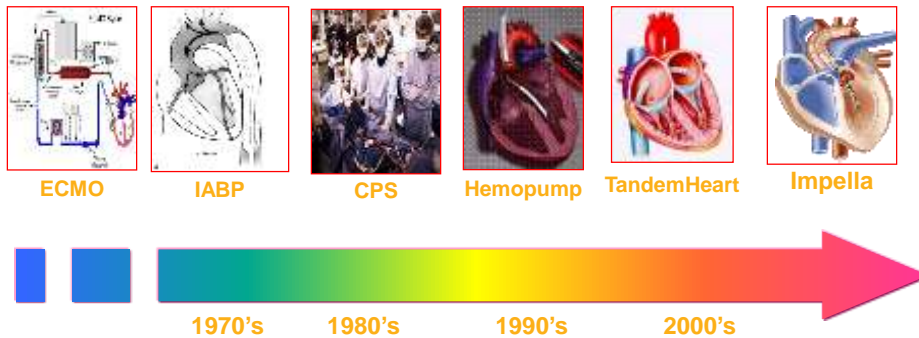 ECMO
IABP
CPS
Hemopump
TandemHeart
Impella
1970's
1980's
1990's
2000's